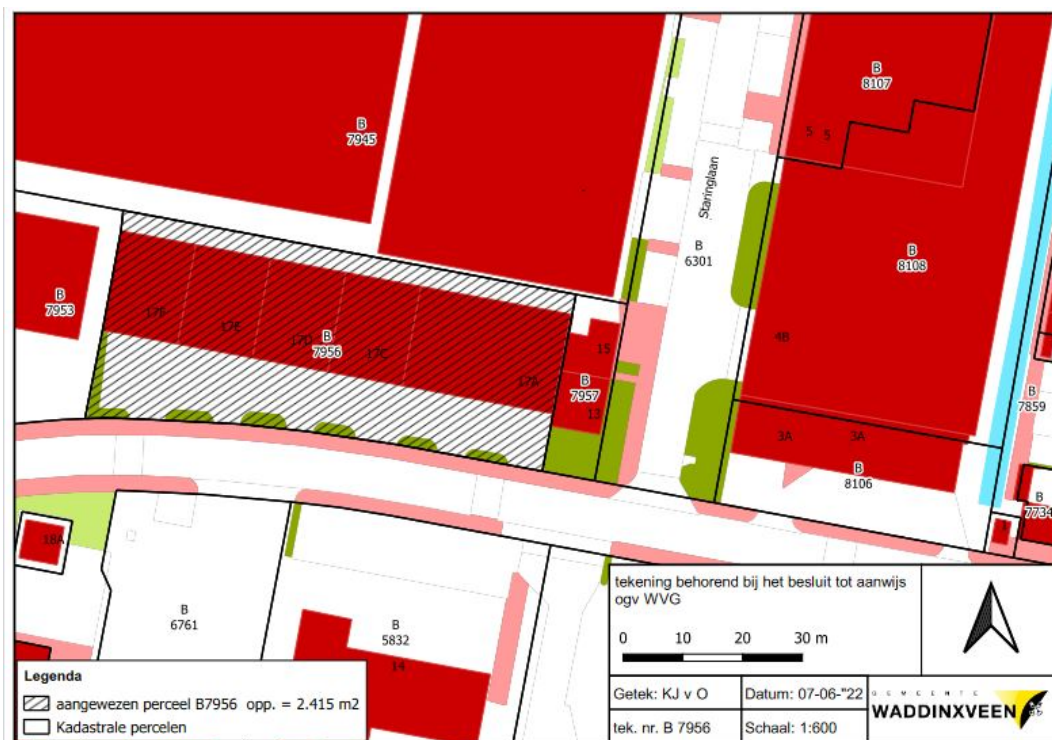 B
8107
B
7945
5 5
Staringlaan
B
6301
B
8108
B
7953
17F
17E
17D
B
7956
17C
17A
15
B
7957
13
4B
B
7859
3A
3A
B
8106
B
7734
1
18A
B
6761
B
5832
14
tekening behorend bij het besluit tot aanwijs
ogv WVG
0 10 20 30 m
Legenda
aangewezen perceel B7956 opp. = 2.415 m2
Kadastrale percelen
Getek: KJ v O
Datum: 07-06-"22
tek. nr. B 7956
Schaal: 1:600
GEMEENTE
WADDINXVEEN